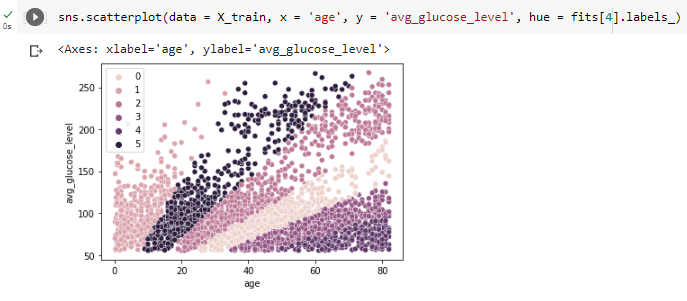 sns.scatterplot(data = X_train, x = 'age', y = 'avg_glucose_level', hue = fits[4].labels_)
0s
<Axes: xlabel='age', ylabel='avg_glucose_level'>
0
1
2
3
4
5
250
200
150
100
50
avg_glucose_level
0 20 40 60 80
age